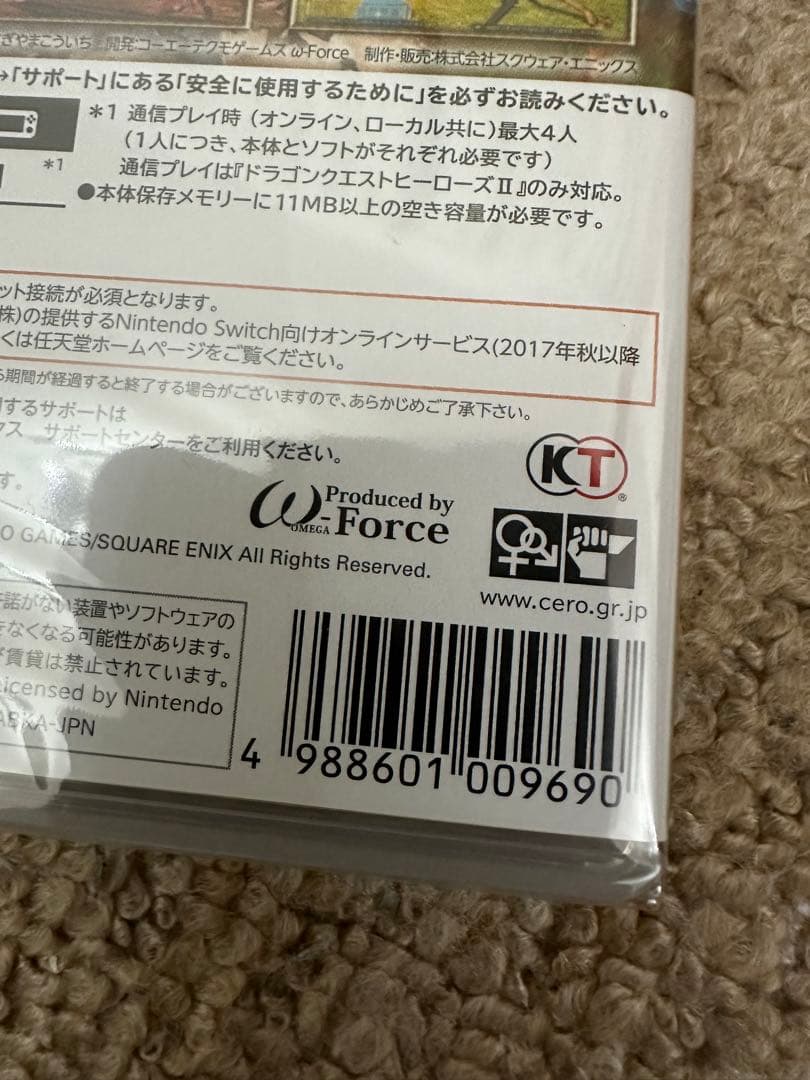 ぎやまこういち 開発:コーエーテクモゲームス ω-Force 制作・販売:株式会社スクウェア・エニックス
→「サポート」にある「安全に使用するために」を必ずお読みください。
*1 通信プレイ時 (オンライン、ローカル共に)最大4人
(1人につき、本体とソフトがそれぞれ必要です)
*1
通信プレイは『ドラゴンクエストヒーローズⅡ』のみ対応。
●本体保存メモリーに11MB以上の空き容量が必要です。
ット接続が必須となります。
株)の提供するNintendo Switch向けオンラインサービス(2017年秋以降
くは任天堂ホームページをご覧ください。
期間が経過すると終了する場合がございますので、あらかじめご了承下さい。
するサポートは
クス サポートセンターをご利用ください。
す。
KT
®
Produced by
ω-Force
OMEGA
O GAMES/SQUARE ENIX All Rights Reserved.
www.cero.gr.jp
許諾がない装置やソフトウェアの
きなくなる可能性があります。
び賃貸は禁止されています。
Licensed by Nintendo
ABXA-JPN
4 988601 009690